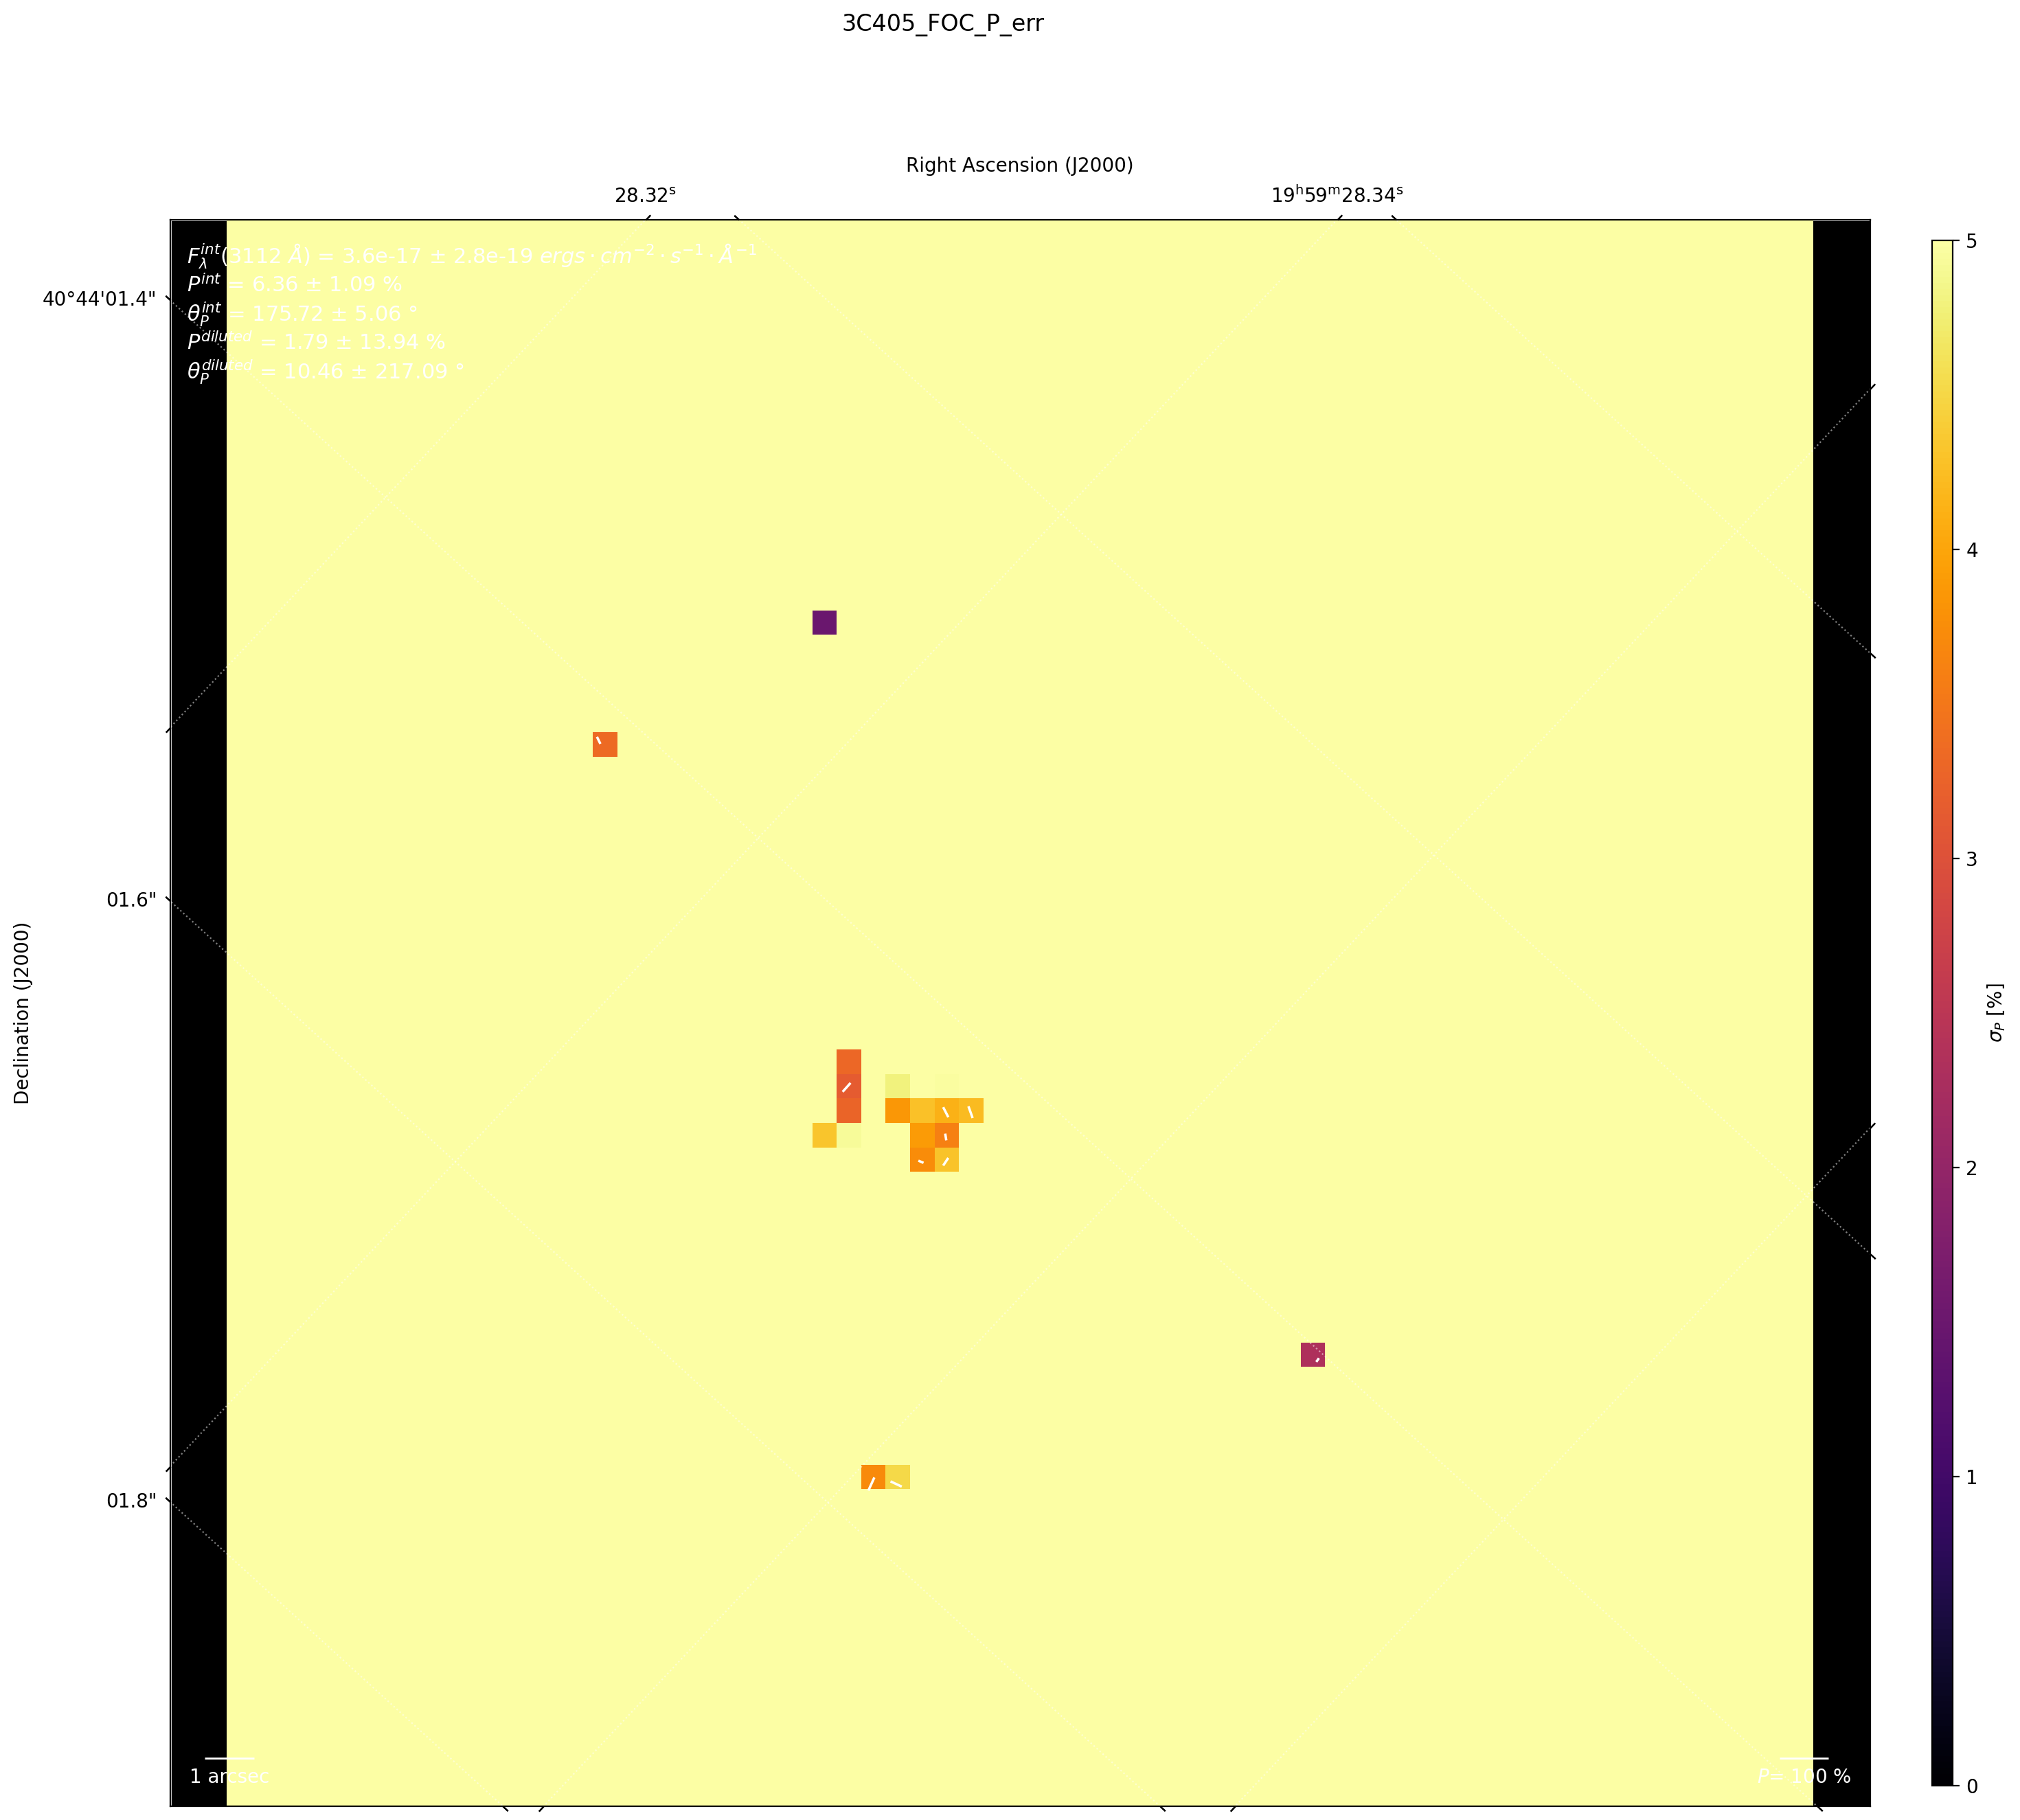 3C405_FOC_P_err
Right Ascension (J2000)
28.32ˢ 19ʰ59ᵐ28.34ˢ
F_λ^int (3112 Å) = 3.6e-17 ± 2.8e-19 ergs · cm⁻² · s⁻¹ · Å⁻¹
P^int = 6.36 ± 1.09 %
θ_P^int = 175.72 ± 5.06 °
P^diluted = 1.79 ± 13.94 %
θ_P^diluted = 10.46 ± 217.09 °
40°44'01.4"
01.6"
01.8"
Declination (J2000)
1 arcsec
P= 100 %
5
4
3
2
1
0
σ_P [%]